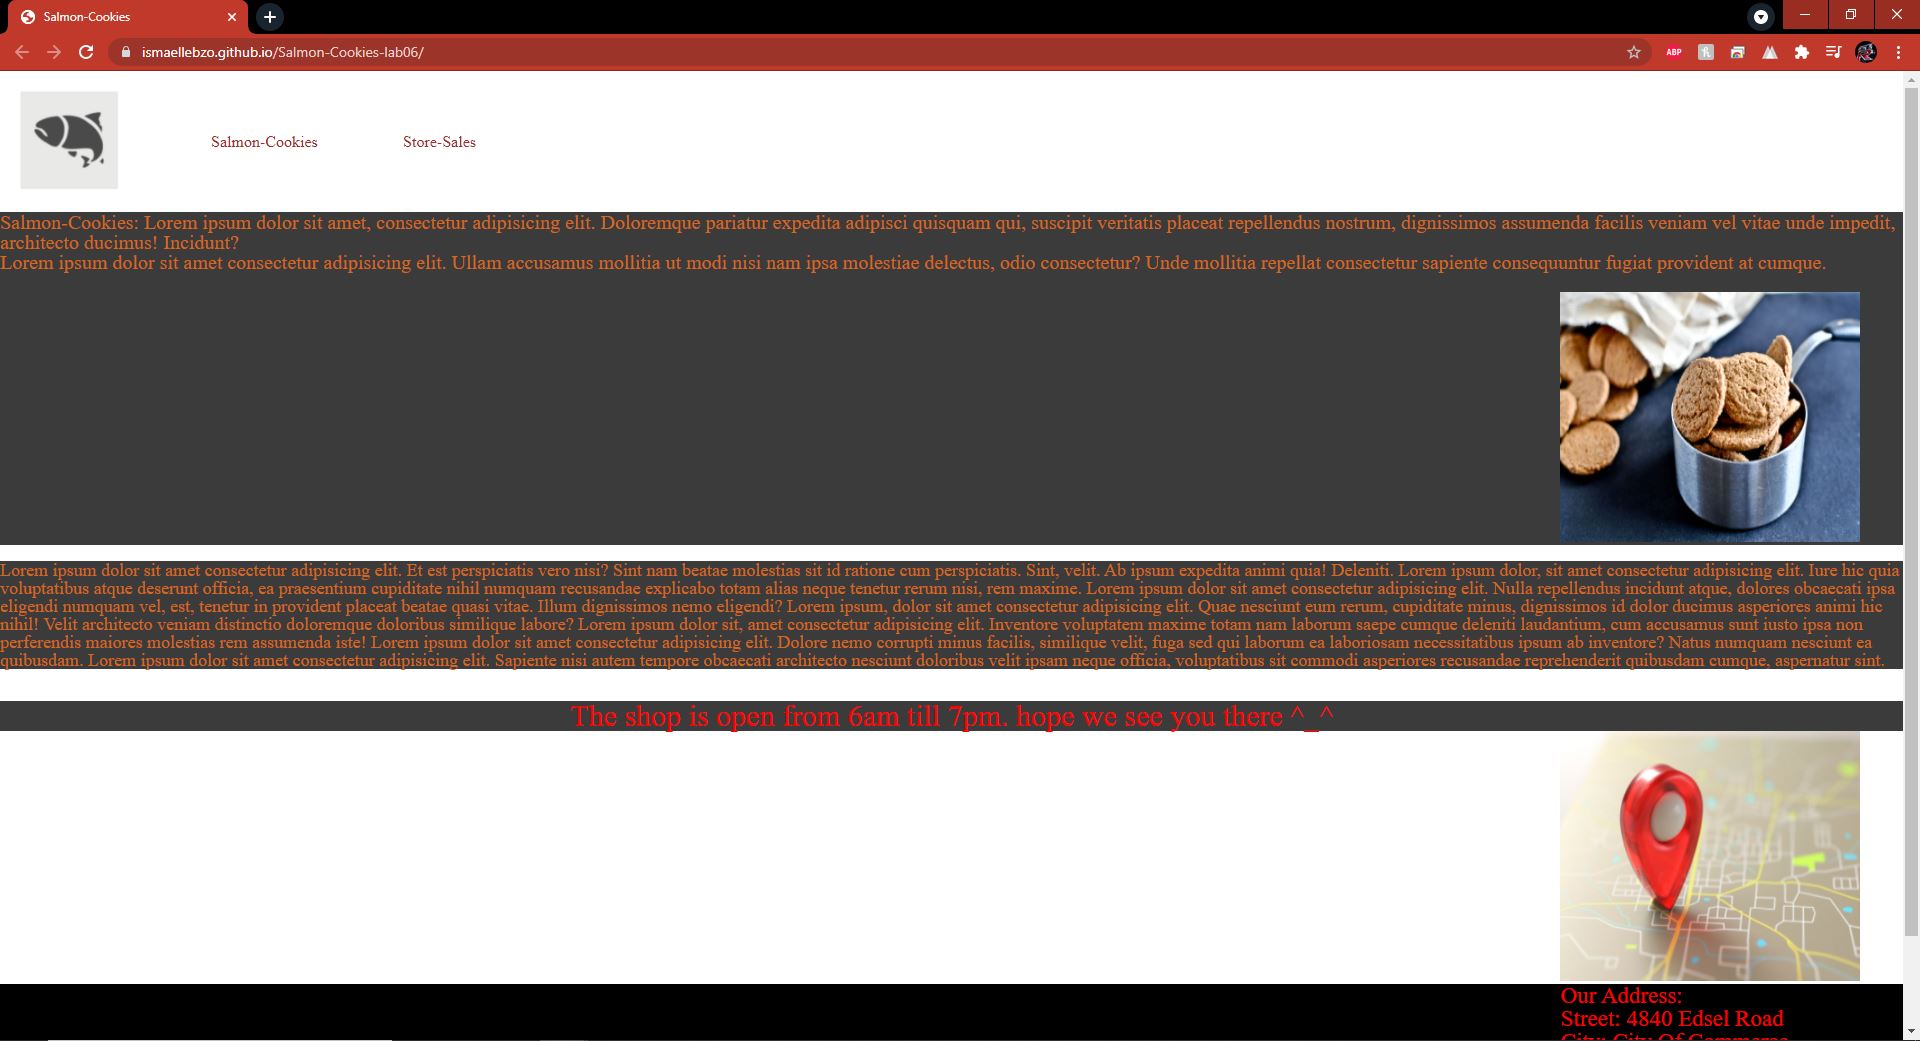 Salmon-Cookies
ismaellebzo.github.io/Salmon-Cookies-lab06/
ABP
Salmon-Cookies
Store-Sales
Salmon-Cookies: Lorem ipsum dolor sit amet, consectetur adipisicing elit. Doloremque pariatur expedita adipisci quisquam qui, suscipit veritatis placeat repellendus nostrum, dignissimos assumenda facilis veniam vel vitae unde impedit,
architecto ducimus! Incidunt?
Lorem ipsum dolor sit amet consectetur adipisicing elit. Ullam accusamus mollitia ut modi nisi nam ipsa molestiae delectus, odio consectetur? Unde mollitia repellat consectetur sapiente consequuntur fugiat provident at cumque.
Lorem ipsum dolor sit amet consectetur adipisicing elit. Et est perspiciatis vero nisi? Sint nam beatae molestias sit id ratione cum perspiciatis. Sint, velit. Ab ipsum expedita animi quia! Deleniti. Lorem ipsum dolor, sit amet consectetur adipisicing elit. Iure hic quia
voluptatibus atque deserunt officia, ea praesentium cupiditate nihil numquam recusandae explicabo totam alias neque tenetur rerum nisi, rem maxime. Lorem ipsum dolor sit amet consectetur adipisicing elit. Nulla repellendus incidunt atque, dolores obcaecati ipsa
eligendi numquam vel, est, tenetur in provident placeat beatae quasi vitae. Illum dignissimos nemo eligendi? Lorem ipsum, dolor sit amet consectetur adipisicing elit. Quae nesciunt eum rerum, cupiditate minus, dignissimos id dolor ducimus asperiores animi hic
nihil! Velit architecto veniam distinctio doloremque doloribus similique labore? Lorem ipsum dolor sit, amet consectetur adipisicing elit. Inventore voluptatem maxime totam nam laborum saepe cumque deleniti laudantium, cum accusamus sunt iusto ipsa non
perferendis maiores molestias rem assumenda iste! Lorem ipsum dolor sit amet consectetur adipisicing elit. Dolore nemo corrupti minus facilis, similique velit, fuga sed qui laborum ea laboriosam necessitatibus ipsum ab inventore? Natus numquam nesciunt ea
quibusdam. Lorem ipsum dolor sit amet consectetur adipisicing elit. Sapiente nisi autem tempore obcaecati architecto nesciunt doloribus velit ipsam neque officia, voluptatibus sit commodi asperiores recusandae reprehenderit quibusdam cumque, aspernatur sint.
The shop is open from 6am till 7pm. hope we see you there ^_^
Our Address:
Street: 4840 Edsel Road
City: City Of Commerce